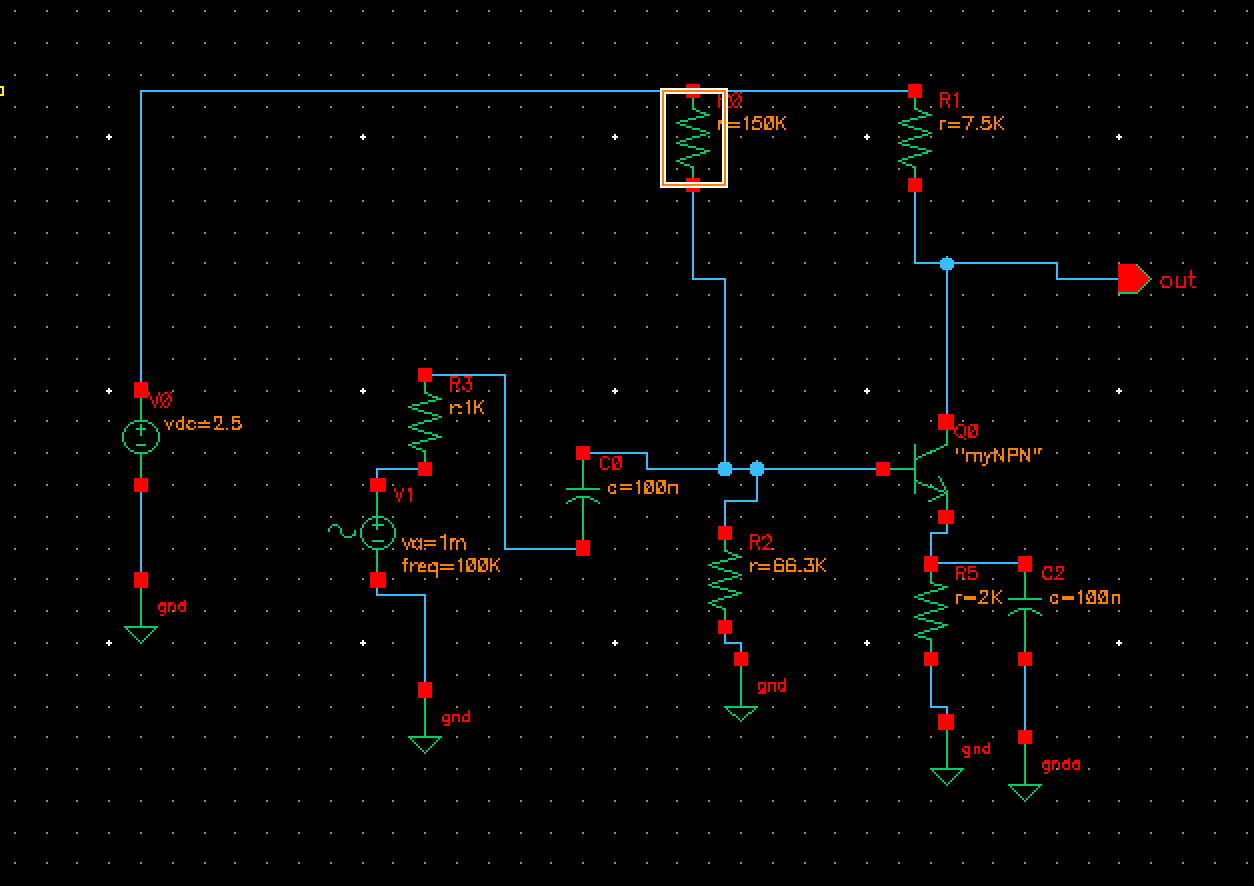 R0
r=150K
R1
r=7.5K
out
V0
vdc=2.5
R3
r:1K
V1
va=1m
freq=100K
C0
c=100n
Q0
"myNPN"
R2
r=66.3K
R5
r=2K
C2
c=100n
gnd
gnd
gnd
gnd
gnda